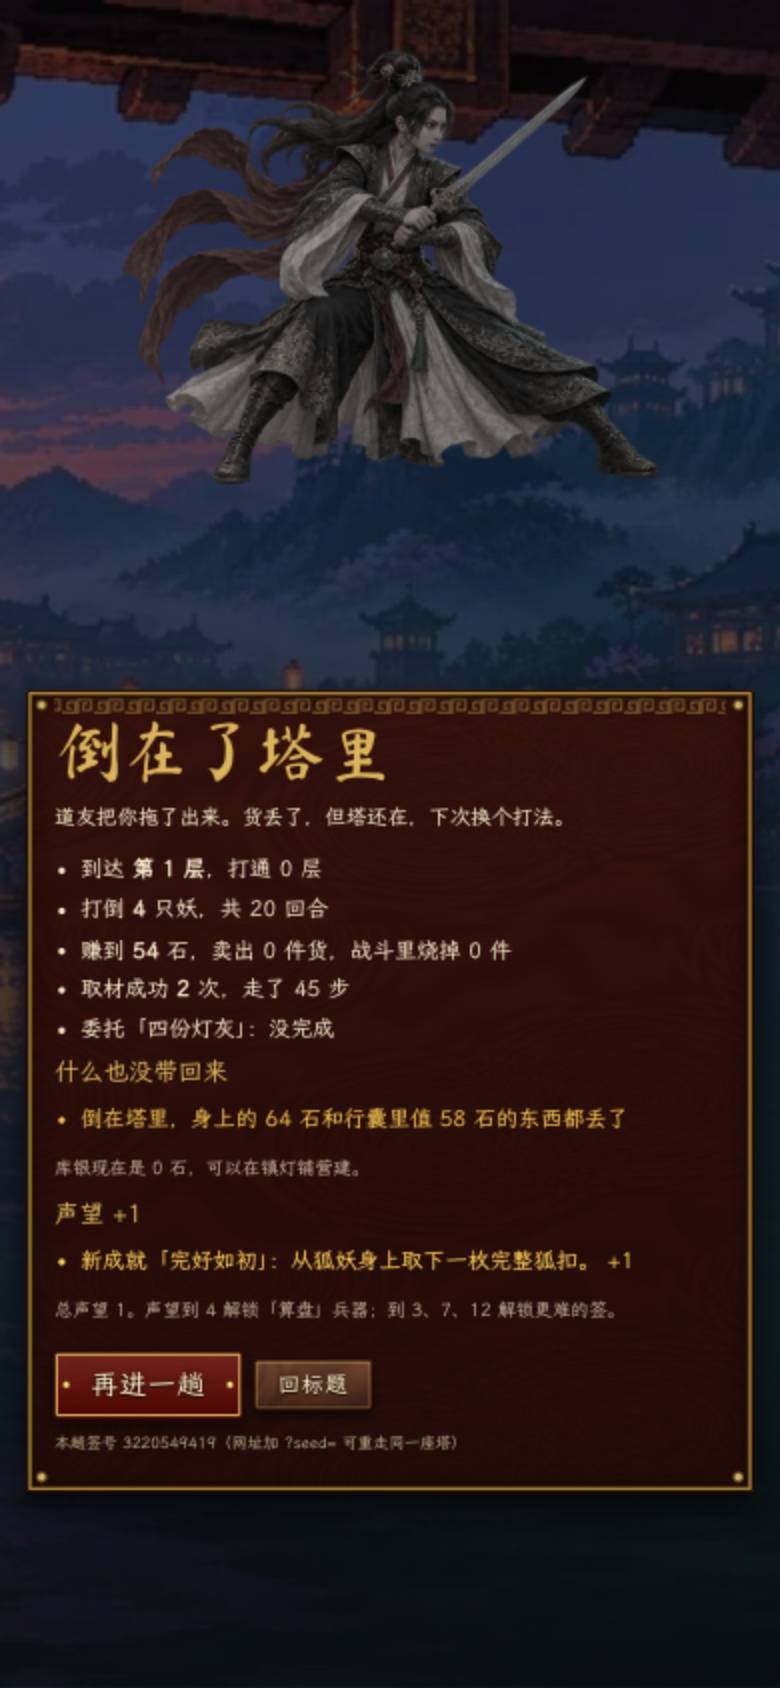 倒在了塔里
道友把你拖了出来。货丢了，但塔还在，下次换个打法。
• 到达 第 1 层，打通 0 层
• 打倒 4 只妖，共 20 回合
• 赚到 54 石，卖出 0 件货，战斗里烧掉 0 件
• 取材成功 2 次，走了 45 步
• 委托「四份灯灰」：没完成
什么也没带回来
• 倒在塔里，身上的 64 石和行囊里值 58 石的东西都丢了
库银现在是 0 石，可以在镇灯铺营建。
声望 +1
• 新成就「完好如初」：从狐妖身上取下一枚完整狐扣。 +1
总声望 1。声望到 4 解锁「算盘」兵器；到 3、7、12 解锁更难的签。
再进一趟
回标题
本趟签号 3220549419（网址加 ?seed= 可重走同一座塔）